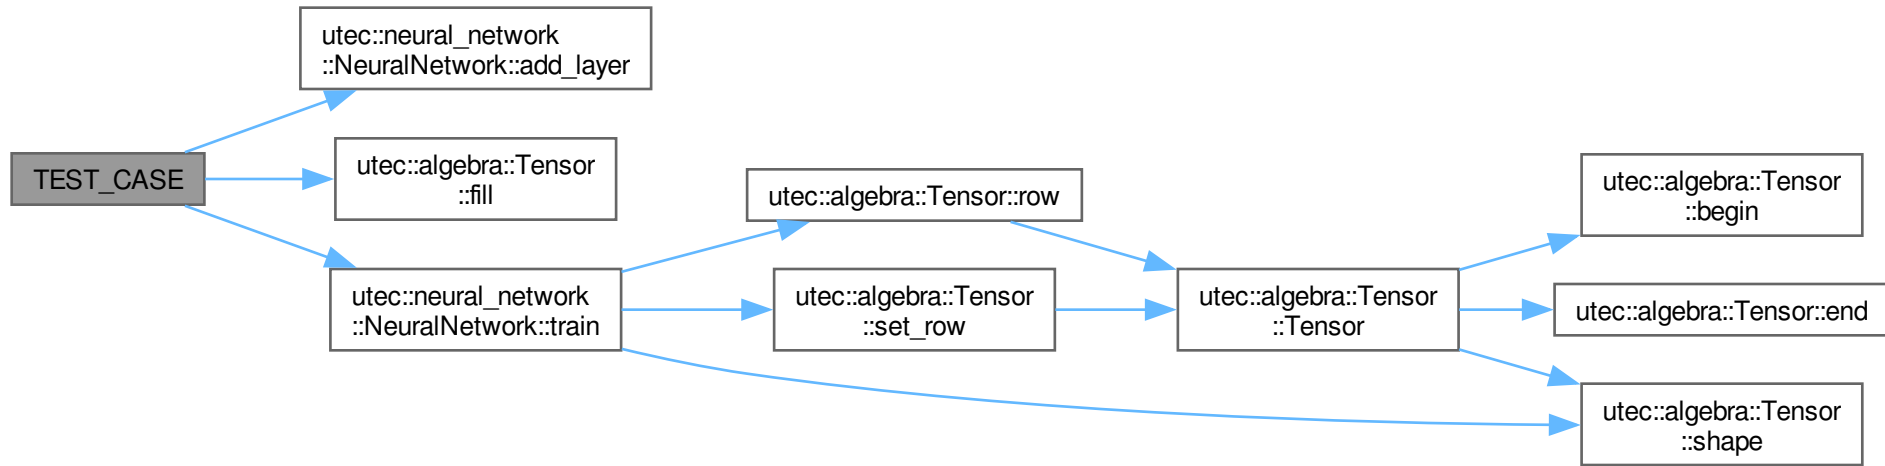 utec::neural_network
::NeuralNetwork::add_layer
TEST_CASE
utec::algebra::Tensor
::fill
utec::neural_network
::NeuralNetwork::train
utec::algebra::Tensor::row
utec::algebra::Tensor
::set_row
utec::algebra::Tensor
::Tensor
utec::algebra::Tensor
::begin
utec::algebra::Tensor::end
utec::algebra::Tensor
::shape